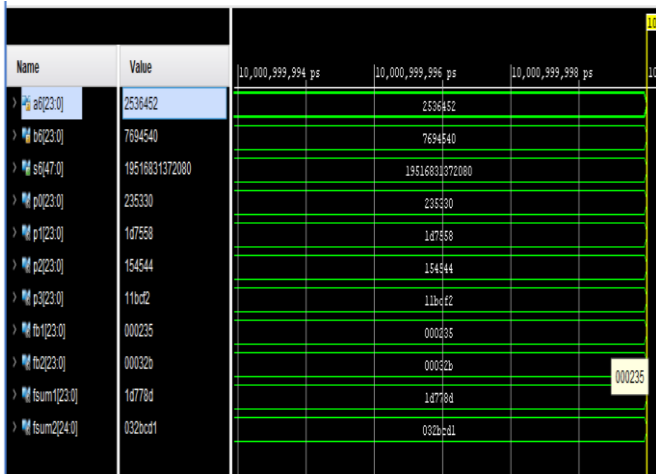 10
Name Value 10,000,999,994 ps 10,000,999,996 ps 10,000,999,998 ps 10
a6[23:0] 2536452 2536452
b6[23:0] 7694540 7694540
s6[47:0] 19516831372080 19516831372080
p0[23:0] 235330 235330
p1[23:0] 1d7558 1d7558
p2[23:0] 154544 154544
p3[23:0] 11bcf2 11bcf2
fb1[23:0] 000235 000235
fb2[23:0] 00032b 00032b
000235
fsum1[23:0] 1d778d 1d778d
fsum2[24:0] 032bcd1 032bcd1